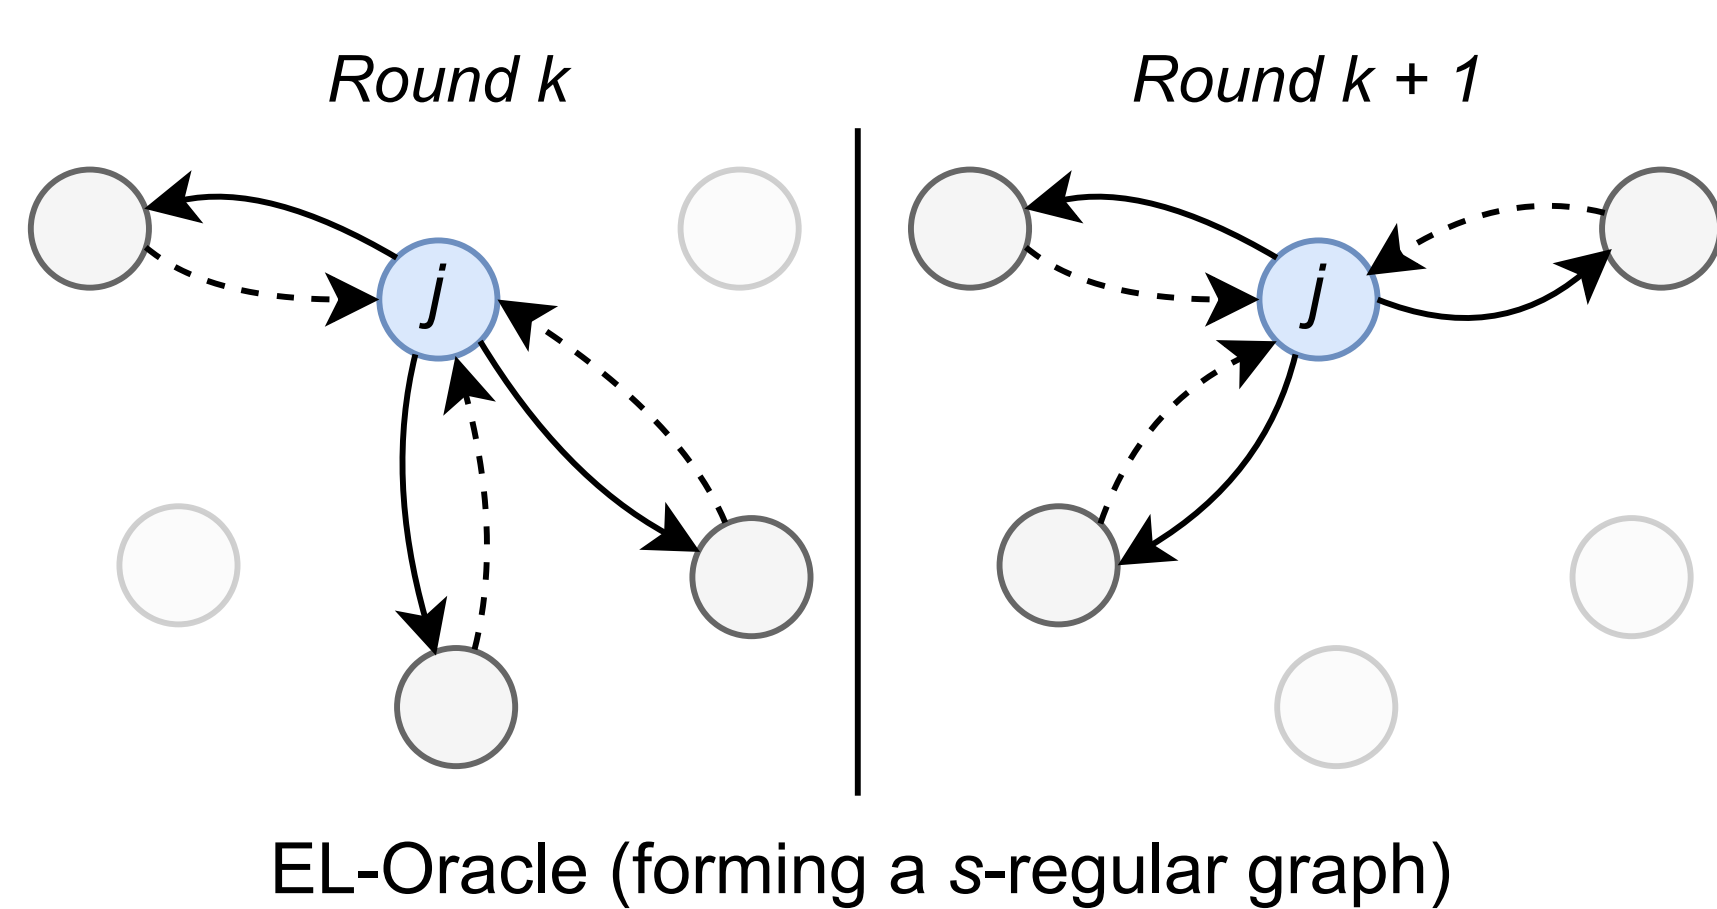 Round k
Round k + 1
j
j
EL-Oracle (forming a s-regular graph)